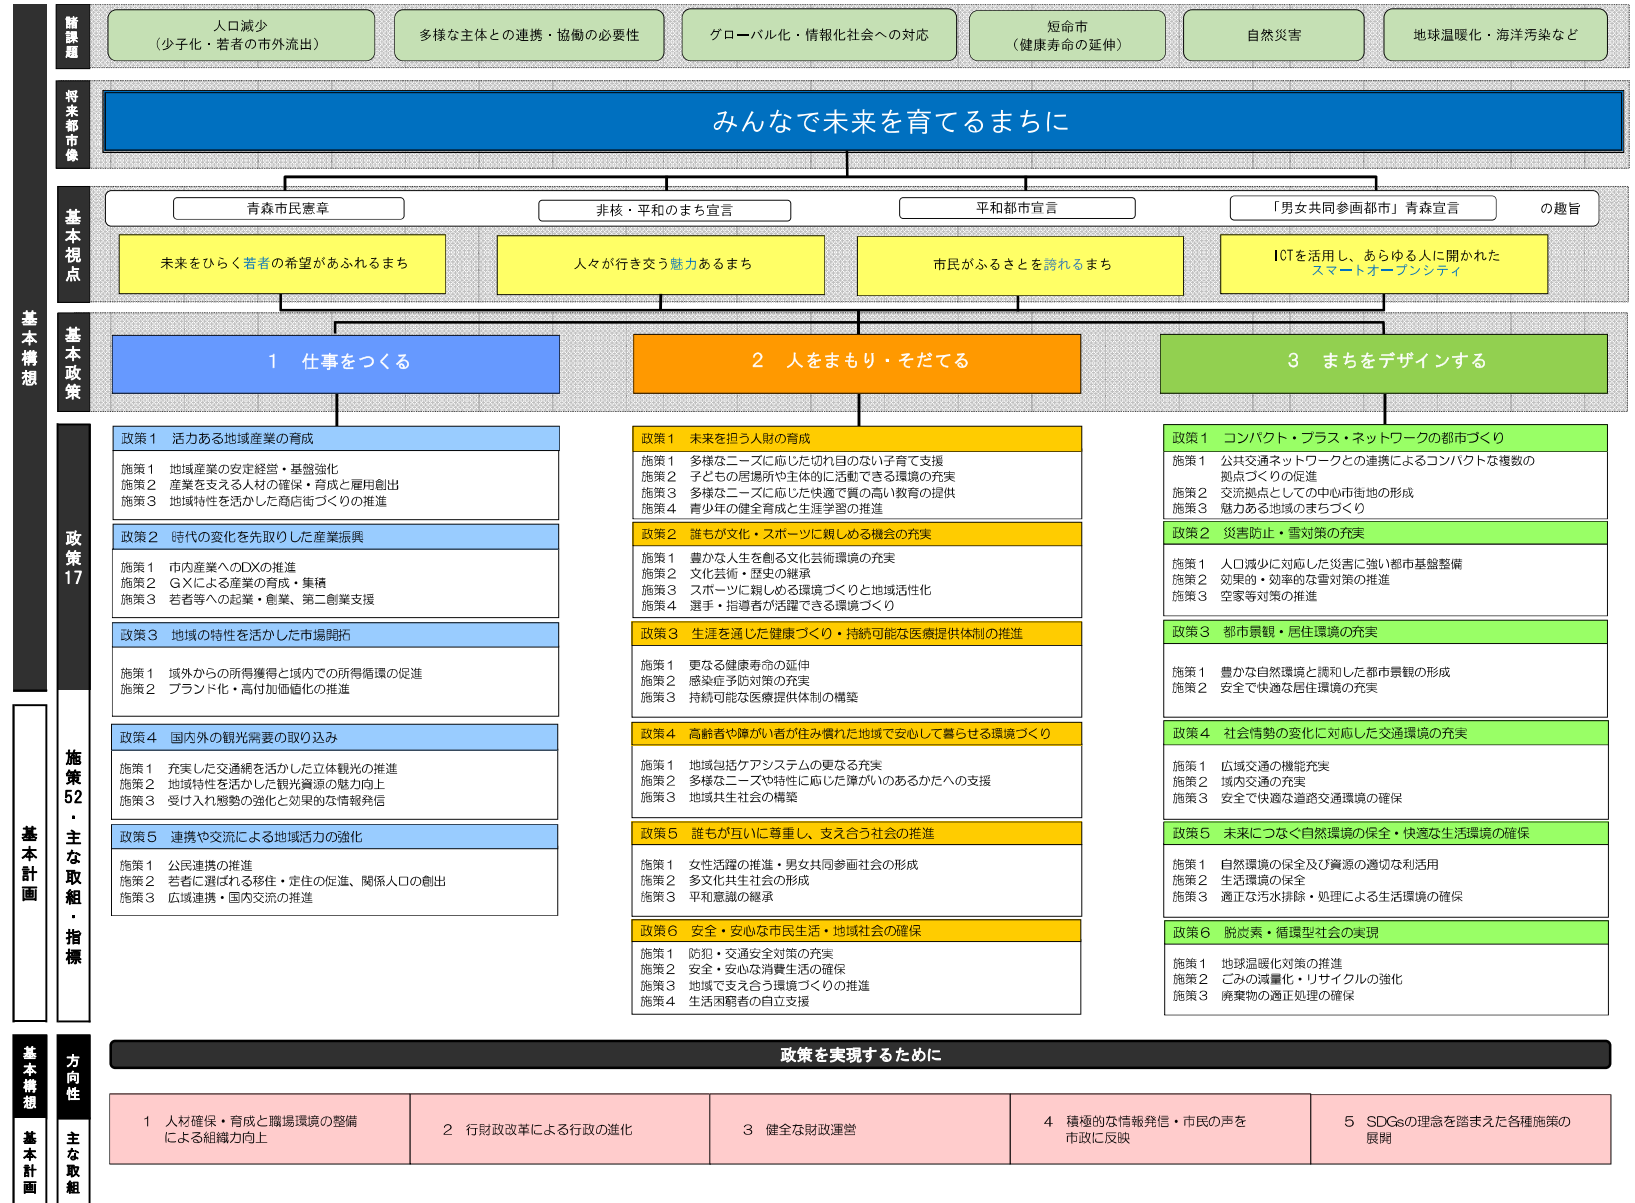 基本構想
諸課題
人口減少
（少子化・若者の市外流出）
多様な主体との連携・協働の必要性
グローバル化・情報化社会への対応
短命市
（健康寿命の延伸）
自然災害
地球温暖化・海洋汚染など
将来都市像
みんなで未来を育てるまちに
基本視点
青森市民憲章
非核・平和のまち宣言
平和都市宣言
「男女共同参画都市」青森宣言
の趣旨
未来をひらく若者の希望があふれるまち
人々が行き交う魅力あるまち
市民がふるさとを誇れるまち
ICTを活用し、あらゆる人に開かれた
スマートオープンシティ
基本政策
1 仕事をつくる
2 人をまもり・そだてる
3 まちをデザインする
政策17
政策1 活力ある地域産業の育成
施策1 地域産業の安定経営・基盤強化
施策2 産業を支える人材の確保・育成と雇用創出
施策3 地域特性を活かした商店街づくりの推進
政策2 時代の変化を先取りした産業振興
施策1 市内産業へのDXの推進
施策2 GXによる産業の育成・集積
施策3 若者等への起業・創業、第二創業支援
政策3 地域の特性を活かした市場開拓
施策1 域外からの所得獲得と域内での所得循環の促進
施策2 ブランド化・高付加価値化の推進
政策4 国内外の観光需要の取り込み
施策1 充実した交通網を活かした立体観光の推進
施策2 地域特性を活かした観光資源の魅力向上
施策3 受け入れ態勢の強化と効果的な情報発信
政策5 連携や交流による地域活力の強化
施策1 公民連携の推進
施策2 若者に選ばれる移住・定住の促進、関係人口の創出
施策3 広域連携・国内交流の推進
政策1 未来を担う人財の育成
施策1 多様なニーズに応じた切れ目のない子育て支援
施策2 子どもの居場所や主体的に活動できる環境の充実
施策3 多様なニーズに応じた快適で質の高い教育の提供
施策4 青少年の健全育成と生涯学習の推進
政策2 誰もが文化・スポーツに親しめる機会の充実
施策1 豊かな人生を創る文化芸術環境の充実
施策2 文化芸術・歴史の継承
施策3 スポーツに親しめる環境づくりと地域活性化
施策4 選手・指導者が活躍できる環境づくり
政策3 生涯を通じた健康づくり・持続可能な医療提供体制の推進
施策1 更なる健康寿命の延伸
施策2 感染症予防対策の充実
施策3 持続可能な医療提供体制の構築
政策4 高齢者や障がい者が住み慣れた地域で安心して暮らせる環境づくり
施策1 地域包括ケアシステムの更なる充実
施策2 多様なニーズや特性に応じた障がいのあるかたへの支援
施策3 地域共生社会の構築
政策5 誰もが互いに尊重し、支え合う社会の推進
施策1 女性活躍の推進・男女共同参画社会の形成
施策2 多文化共生社会の形成
施策3 平和意識の継承
政策6 安全・安心な市民生活・地域社会の確保
施策1 防犯・交通安全対策の充実
施策2 安全・安心な消費生活の確保
施策3 地域で支え合う環境づくりの推進
施策4 生活困窮者の自立支援
政策1 コンパクト・プラス・ネットワークの都市づくり
施策1 公共交通ネットワークとの連携によるコンパクトな複数の
拠点づくりの促進
施策2 交流拠点としての中心市街地の形成
施策3 魅力ある地域のまちづくり
政策2 災害防止・雪対策の充実
施策1 人口減少に対応した災害に強い都市基盤整備
施策2 効果的・効率的な雪対策の推進
施策3 空家等対策の推進
政策3 都市景観・居住環境の充実
施策1 豊かな自然環境と調和した都市景観の形成
施策2 安全で快適な居住環境の充実
政策4 社会情勢の変化に対応した交通環境の充実
施策1 広域交通の機能充実
施策2 域内交通の充実
施策3 安全で快適な道路交通環境の確保
政策5 未来につなぐ自然環境の保全・快適な生活環境の確保
施策1 自然環境の保全及び資源の適切な利活用
施策2 生活環境の保全
施策3 適正な汚水排除・処理による生活環境の確保
政策6 脱炭素・循環型社会の実現
施策1 地球温暖化対策の推進
施策2 ごみの減量化・リサイクルの強化
施策3 廃棄物の適正処理の確保
基本計画
施策52・主な取組・指標
基本構想
方向性
政策を実現するために
基本計画
主な取組
1 人材確保・育成と職場環境の整備
による組織力向上
2 行財政改革による行政の進化
3 健全な財政運営
4 積極的な情報発信・市民の声を
市政に反映
5 SDGsの理念を踏まえた各種施策の
展開